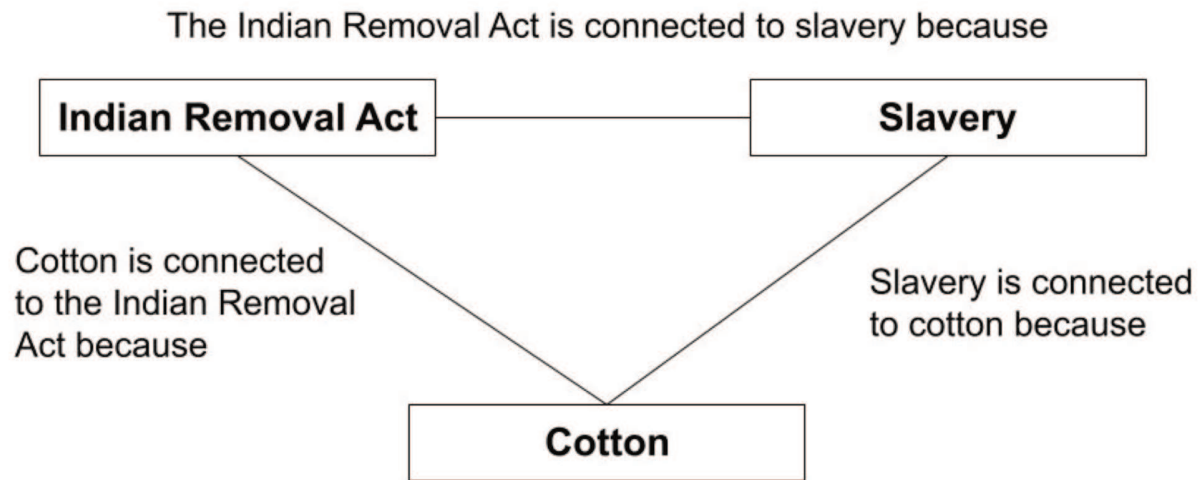 The Indian Removal Act is connected to slavery because
Indian Removal Act
Slavery
Cotton is connected
to the Indian Removal
Act because
Slavery is connected
to cotton because
Cotton